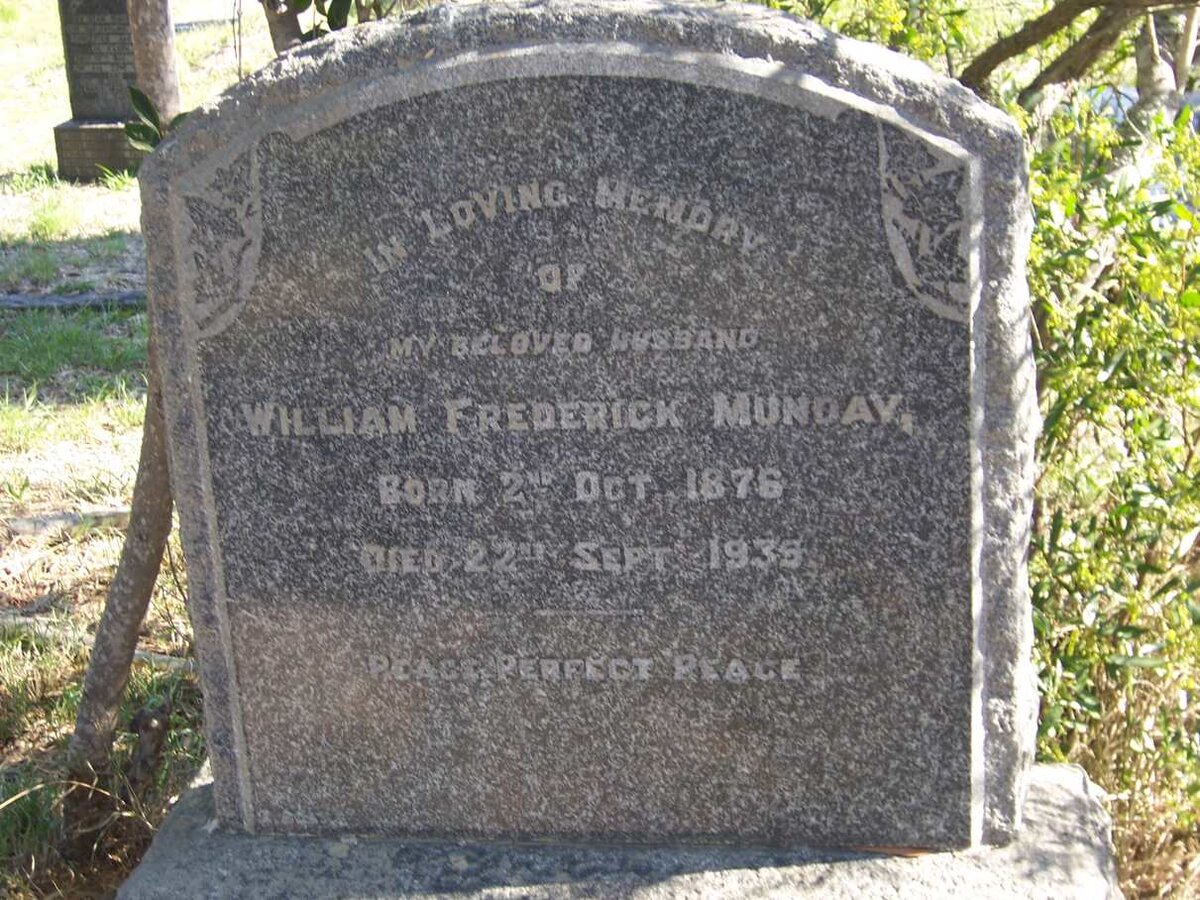 IN LOVING MEMORY
OF
MY BELOVED HUSBAND
WILLIAM FREDERICK MUNDAY,
BORN 2ND OCT 1876
DIED 22ND SEPT 1935
PEACE, PERFECT PEACE